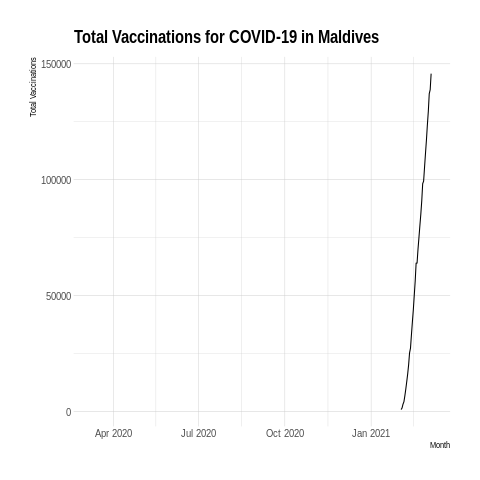 Total Vaccinations for COVID-19 in Maldives
Total Vaccinations
150000
100000
50000
0
Apr 2020
Jul 2020
Oct 2020
Jan 2021
Month